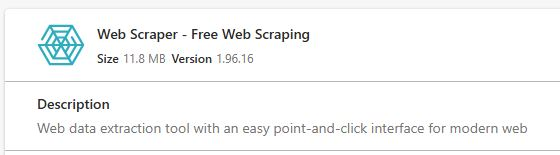 Web Scraper - Free Web Scraping
Size 11.8 MB Version 1.96.16
Description
Web data extraction tool with an easy point-and-click interface for modern web